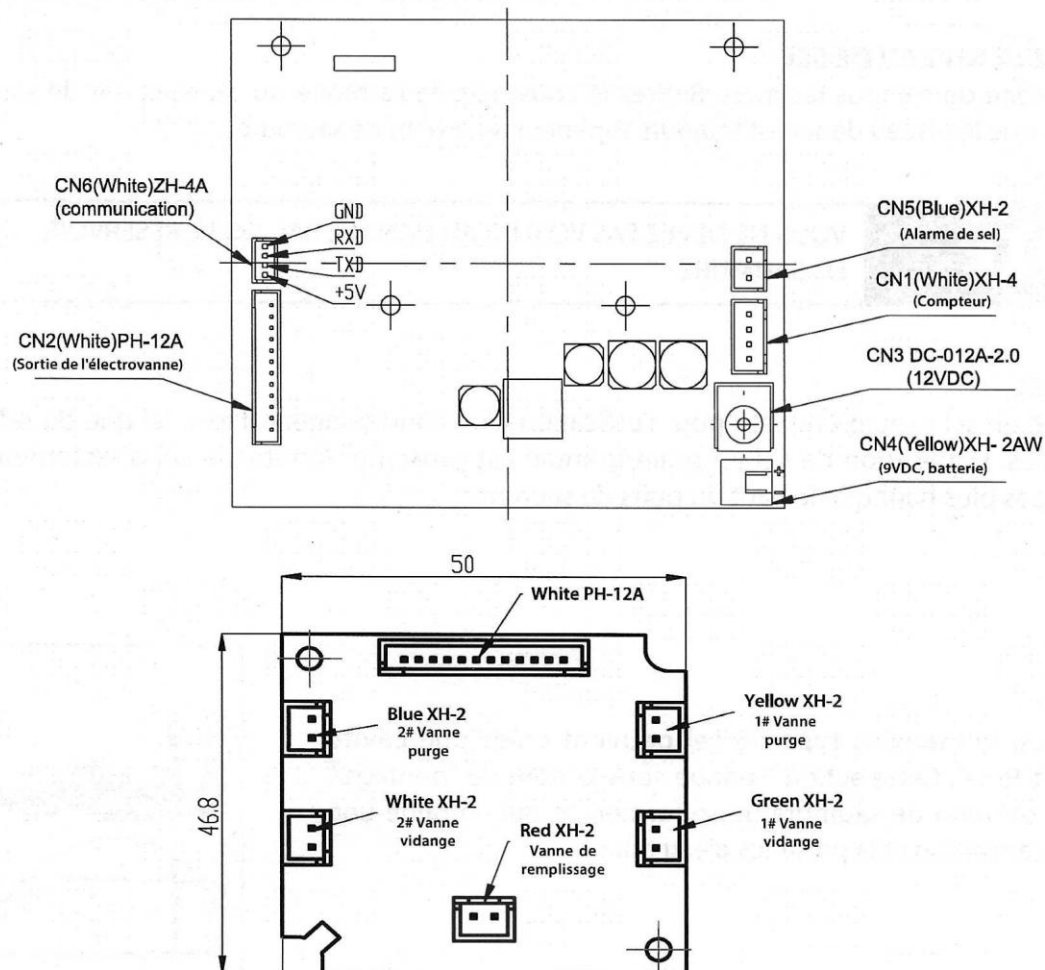 CN6(White)ZH-4A
(communication)
GND
RXD
TXD
+5V
CN2(White)PH-12A
(Sortie de l'électrovanne)
CN5(Blue)XH-2
(Alarme de sel)
CN1(White)XH-4
(Compteur)
CN3 DC-012A-2.0
(12VDC)
CN4(Yellow)XH- 2AW
(9VDC, batterie)
+
-
50
White PH-12A
46.8
Blue XH-2
2# Vanne
purge
Yellow XH-2
1# Vanne
purge
White XH-2
2# Vanne
vidange
Green XH-2
1# Vanne
vidange
Red XH-2
Vanne de
remplissage